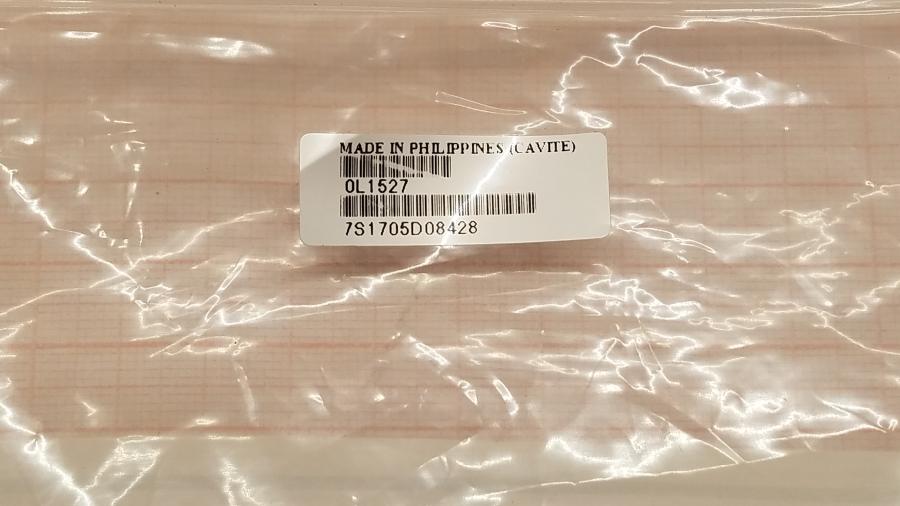 MADE IN PHILIPPINES (CAVITE)
0L1527
7S1705D08428